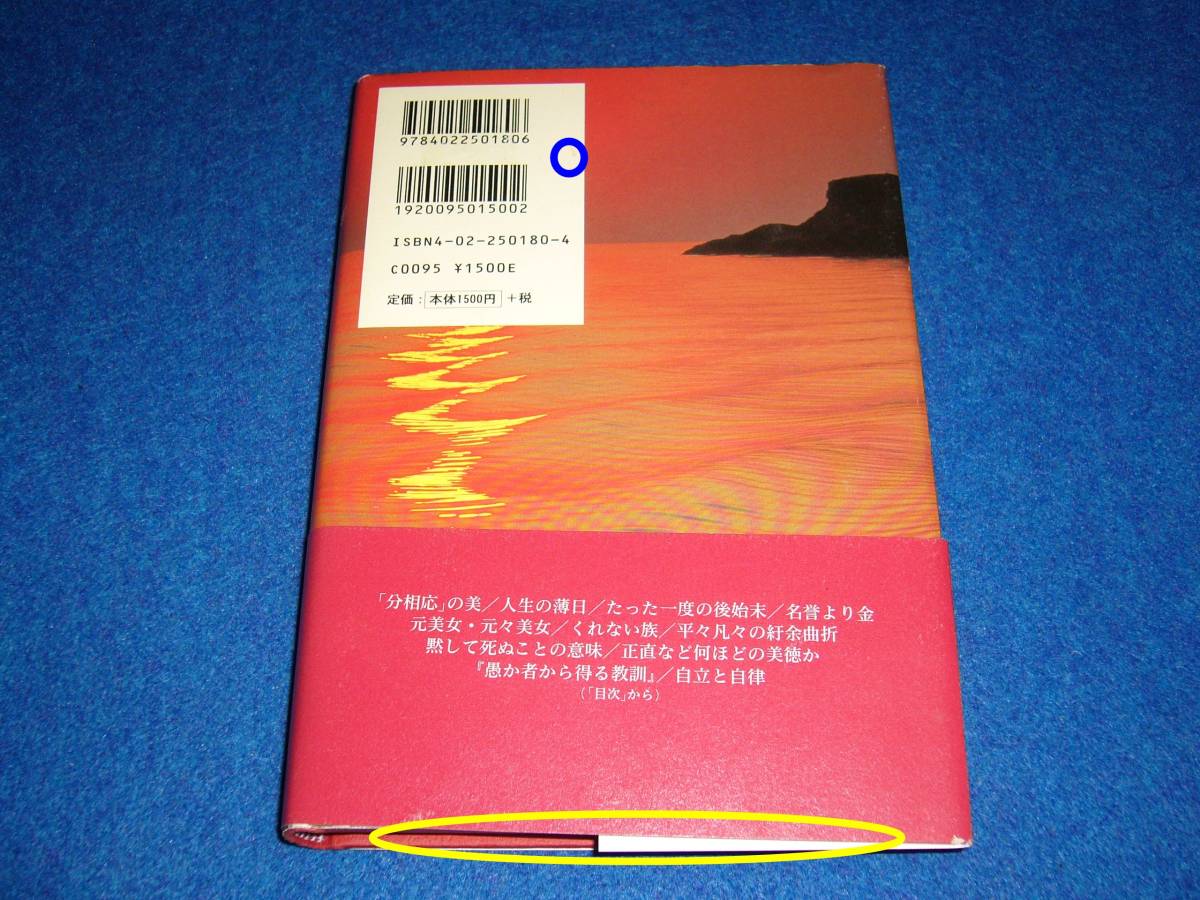 9784022501806
1920095015002
ISBN4-02-250180-4
C0095 ¥1500E
定価：本体1500円＋税
「分相応」の美／人生の薄日／たった一度の後始末／名誉より金
元美女・元々美女／くれない族／平々凡々の紆余曲折
黙して死ぬことの意味／正直など何ほどの美徳か
『愚か者から得る教訓』／自立と自律
（「目次」から）